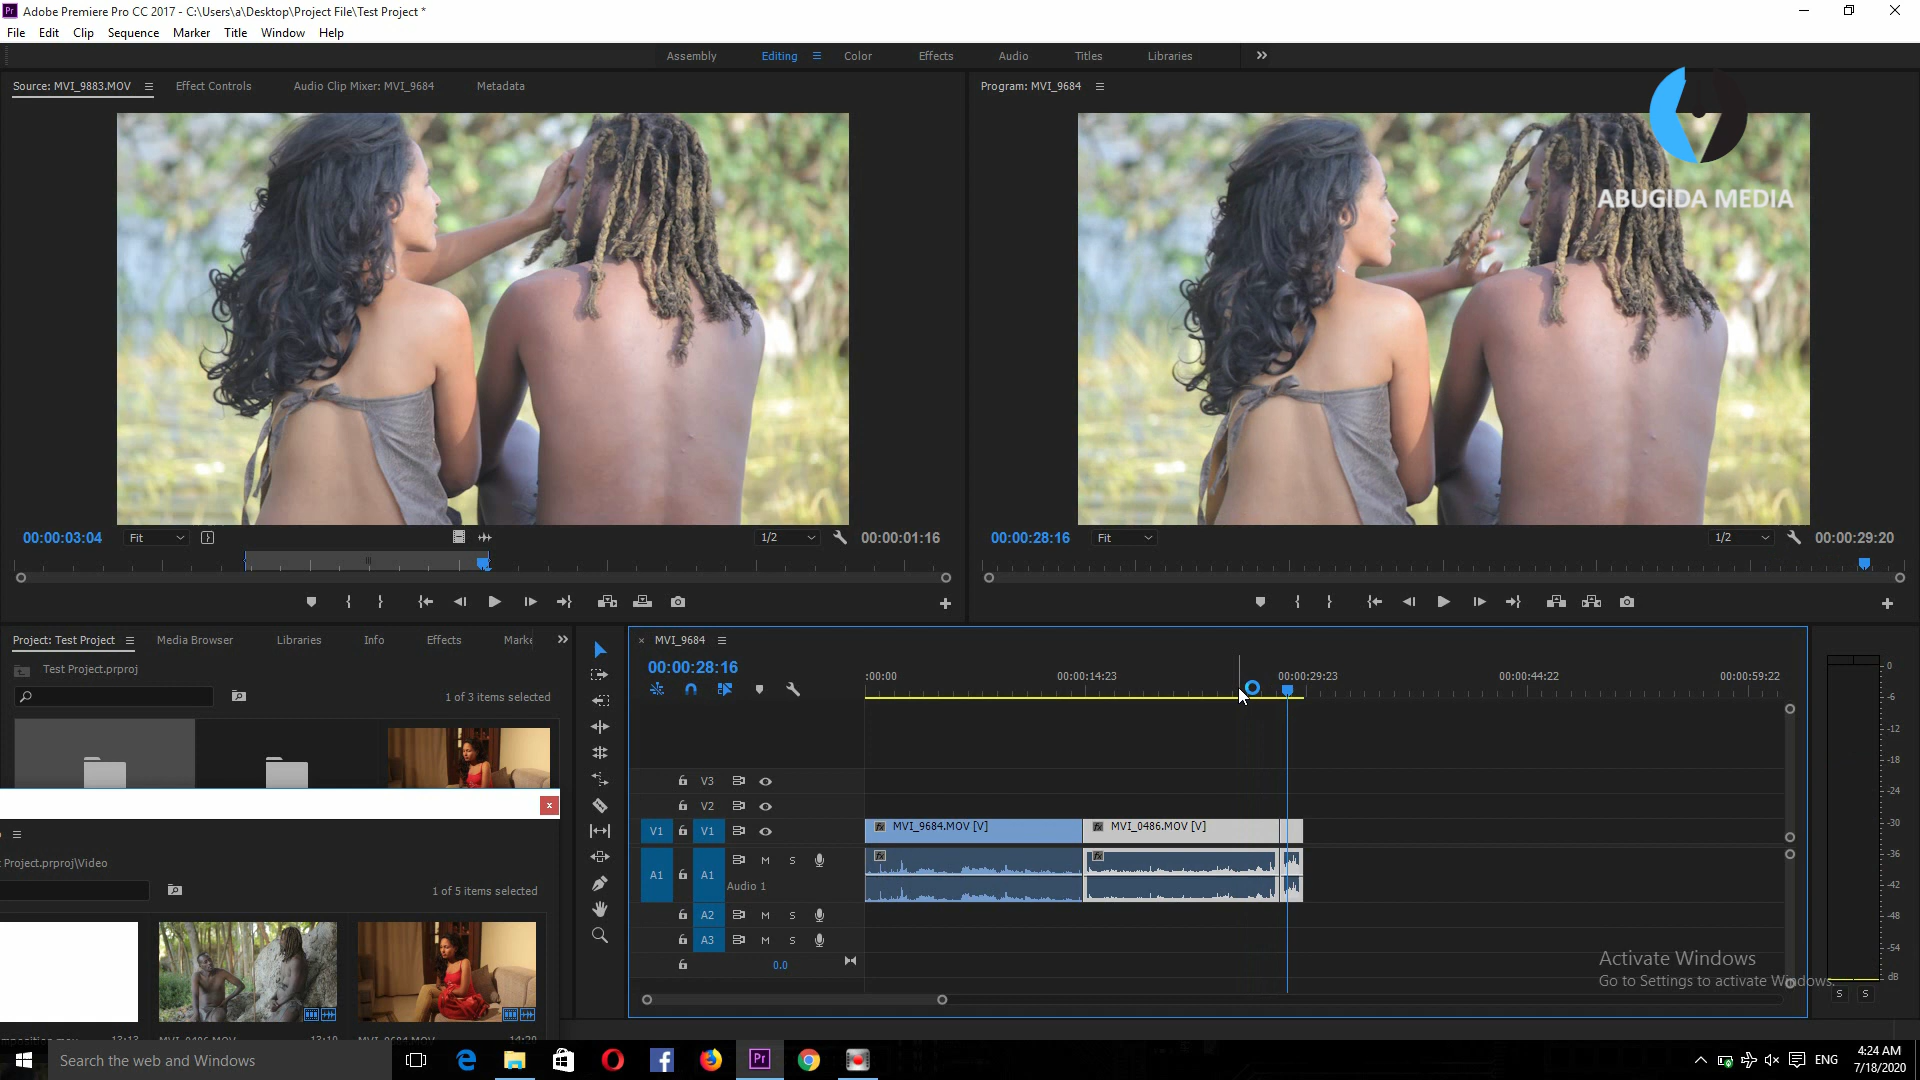 Adobe Premiere Pro CC 2017 - C:\Users\a\Desktop\Project File\Test Project *
File Edit Clip Sequence Marker Title Window Help
Assembly Editing Color Effects Audio Titles Libraries
Source: MVI_9883.MOV Effect Controls Audio Clip Mixer: MVI_9684 Metadata
Program: MVI_9684
ABUGIDA MEDIA
00:00:03:04 Fit 1/2 00:00:01:16
00:00:28:16 Fit 1/2 00:00:29:20
Project: Test Project Media Browser Libraries Info Effects Marke
Test Project.prproj
1 of 3 items selected
Project.prproj\Video
1 of 5 items selected
MVI_9684
00:00:28:16
:00:00 00:00:14:23 00:00:29:23 00:00:44:22 00:00:59:22
V3
V2
V1 V1 MVI_9684.MOV [V] MVI_0486.MOV [V]
A1 A1 M S
Audio 1
A2 M S
A3 M S
0.0
0
-6
-12
-18
-24
-30
-36
-42
-48
-54
dB
S S
Activate Windows
Go to Settings to activate Windows.
Search the web and Windows
ENG
4:24 AM
7/18/2020